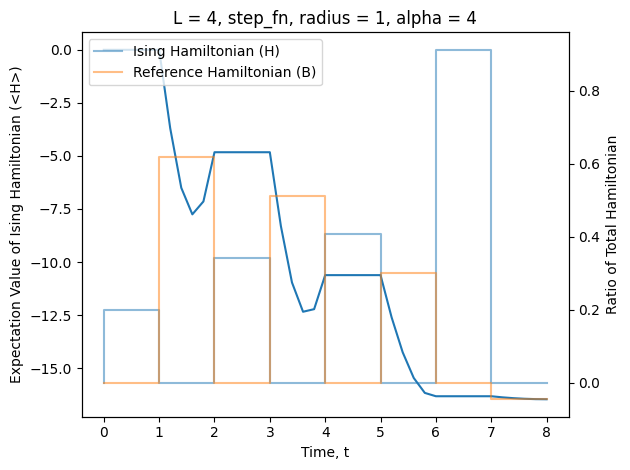 L = 4, step_fn, radius = 1, alpha = 4
Ising Hamiltonian (H)
Reference Hamiltonian (B)
Expectation Value of Ising Hamiltonian (<H>)
0.0
−2.5
−5.0
−7.5
−10.0
−12.5
−15.0
0.8
0.6
0.4
0.2
0.0
Ratio of Total Hamiltonian
0 1 2 3 4 5 6 7 8
Time, t